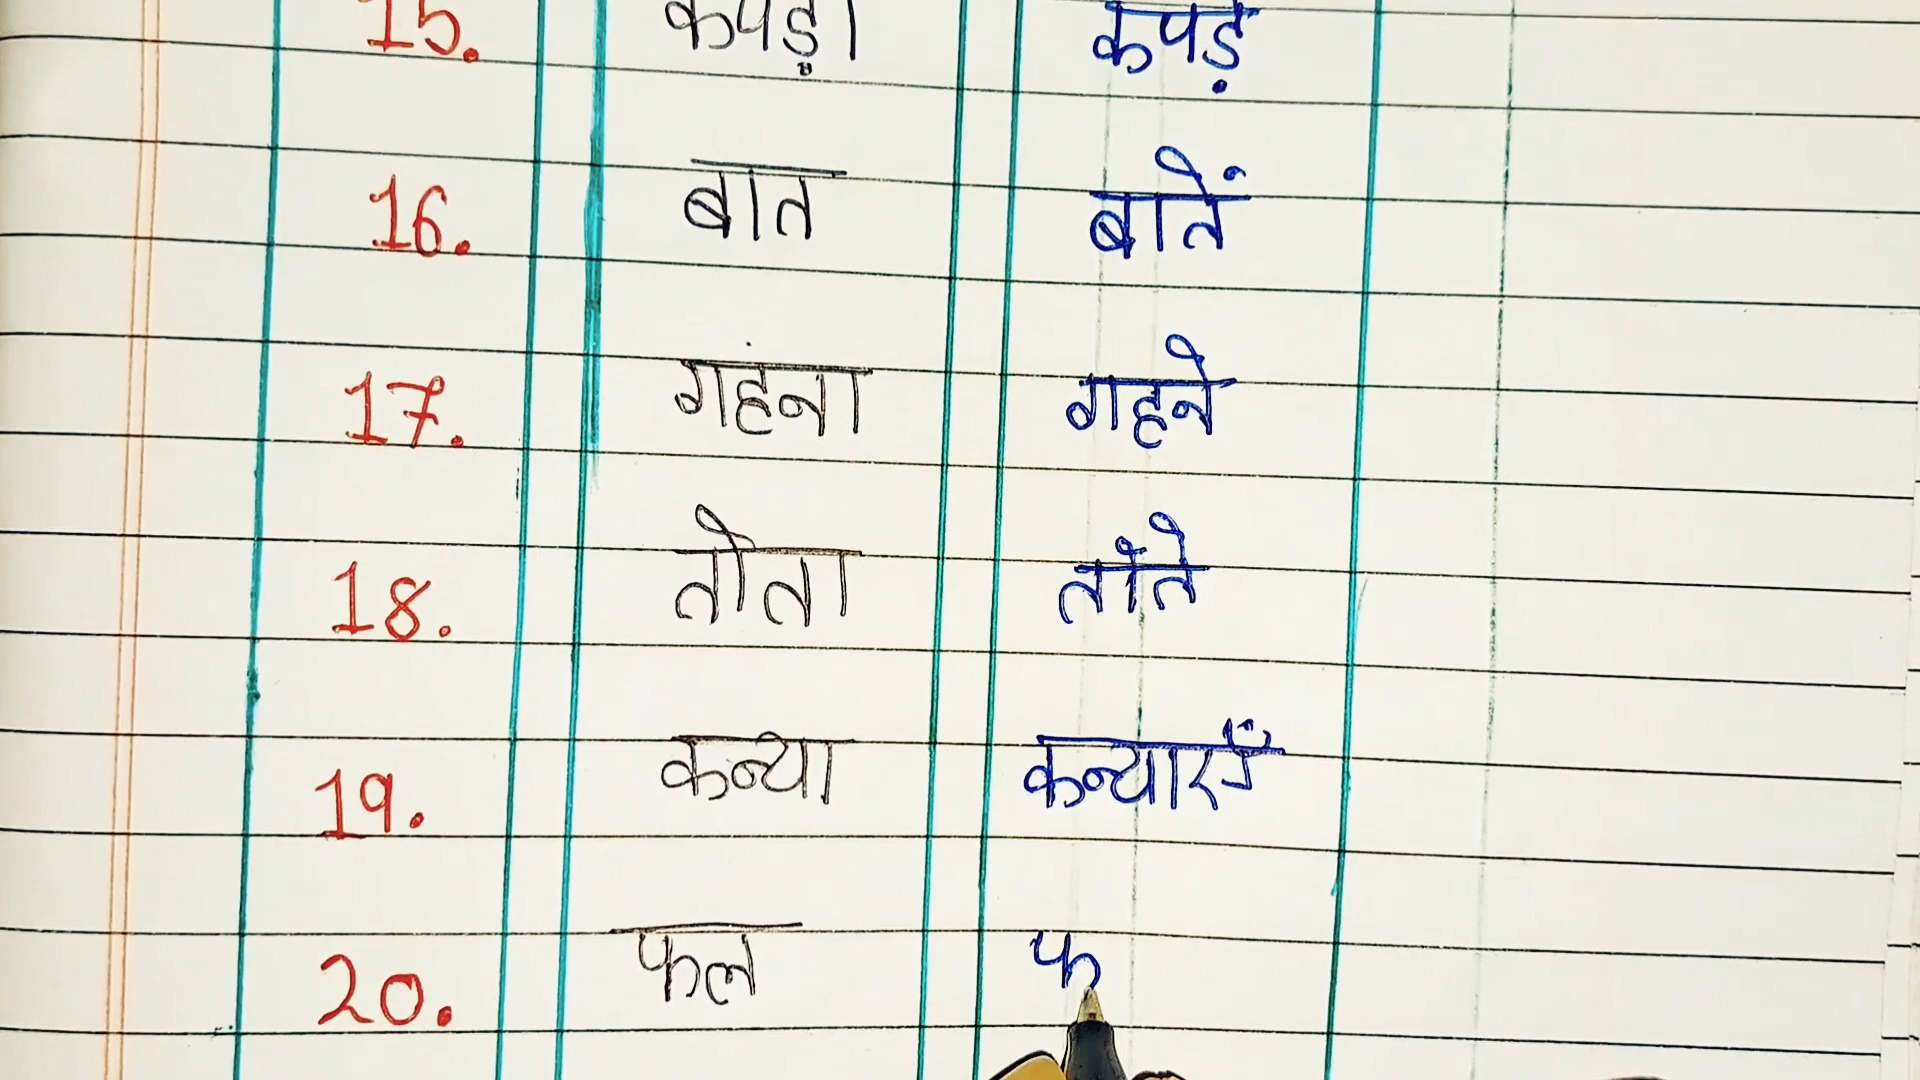 15. कपड़ा कपड़े
16. बात बातें
17. गहना गहने
18. तोता तोते
19. कन्या कन्याएँ
20. फल फ